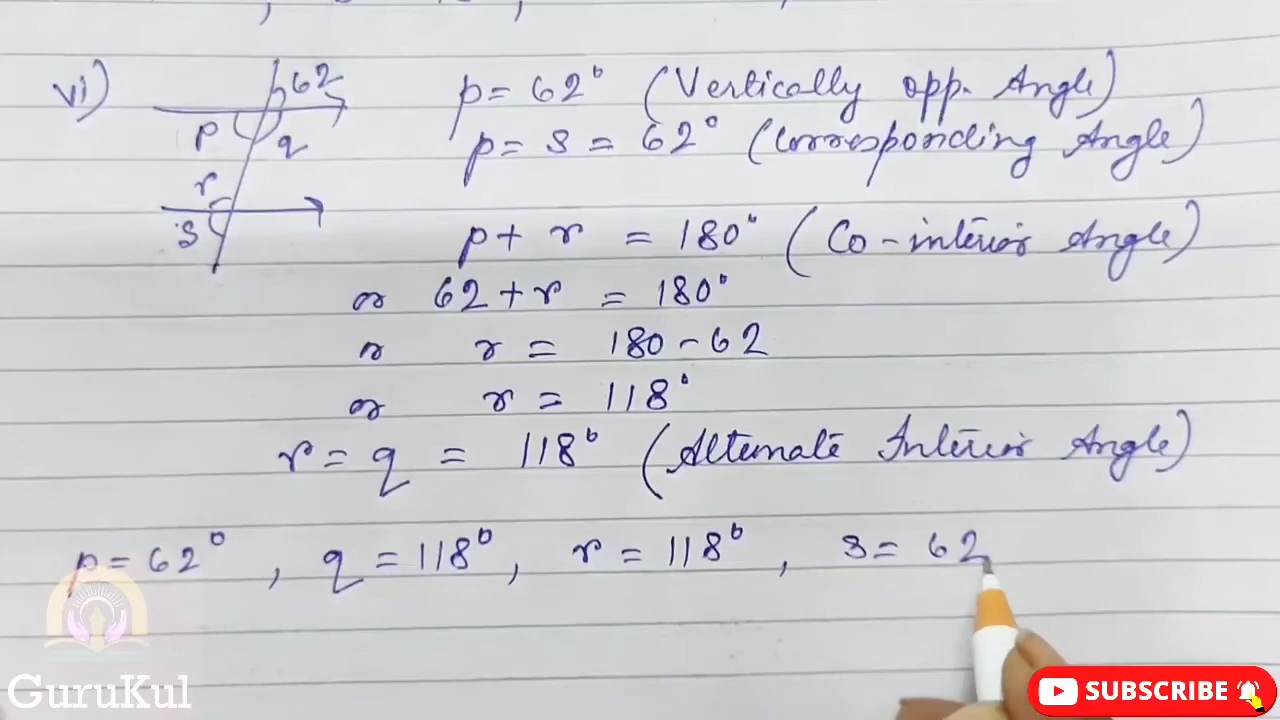 vi)
62
p
q
r
s
p = 62° (Vertically opp. Angle)
p = s = 62° (Corresponding Angle)
p + r = 180° (Co-interior Angle)
or 62 + r = 180°
or r = 180 - 62
or r = 118°
r = q = 118° (Alternate Interior Angle)
p = 62°, q = 118°, r = 118°, s = 62
GuruKul
SUBSCRIBE